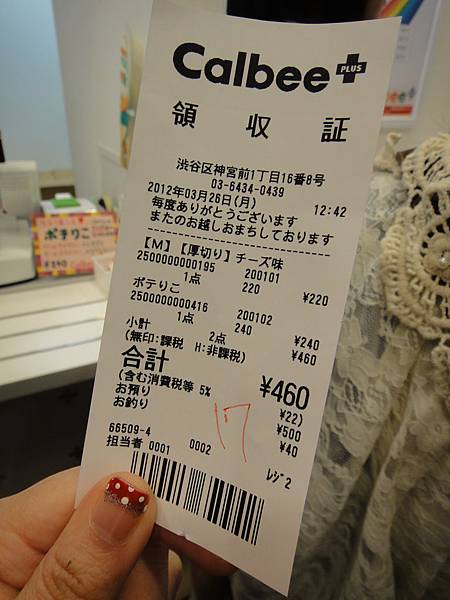 Calbee PLUS
領収証
渋谷区神宮前1丁目16番8号
03-6434-0439
2012年03月26日(月) 12:42
毎度ありがとうございます
またのお越しおまちしております
【M】【厚切り】チーズ味
2500000000195 200101
1点 220 ¥220
ポテりこ
2500000000416 200102
1点 240 ¥240
小計 2点 ¥460
(無印:課税 H:非課税)
合計 ¥460
(含む消費税等 5% ¥22)
お預り ¥500
お釣り ¥40
17
66509-4 ﾚｼﾞ2
担当者 0001 0002
ポテりこ